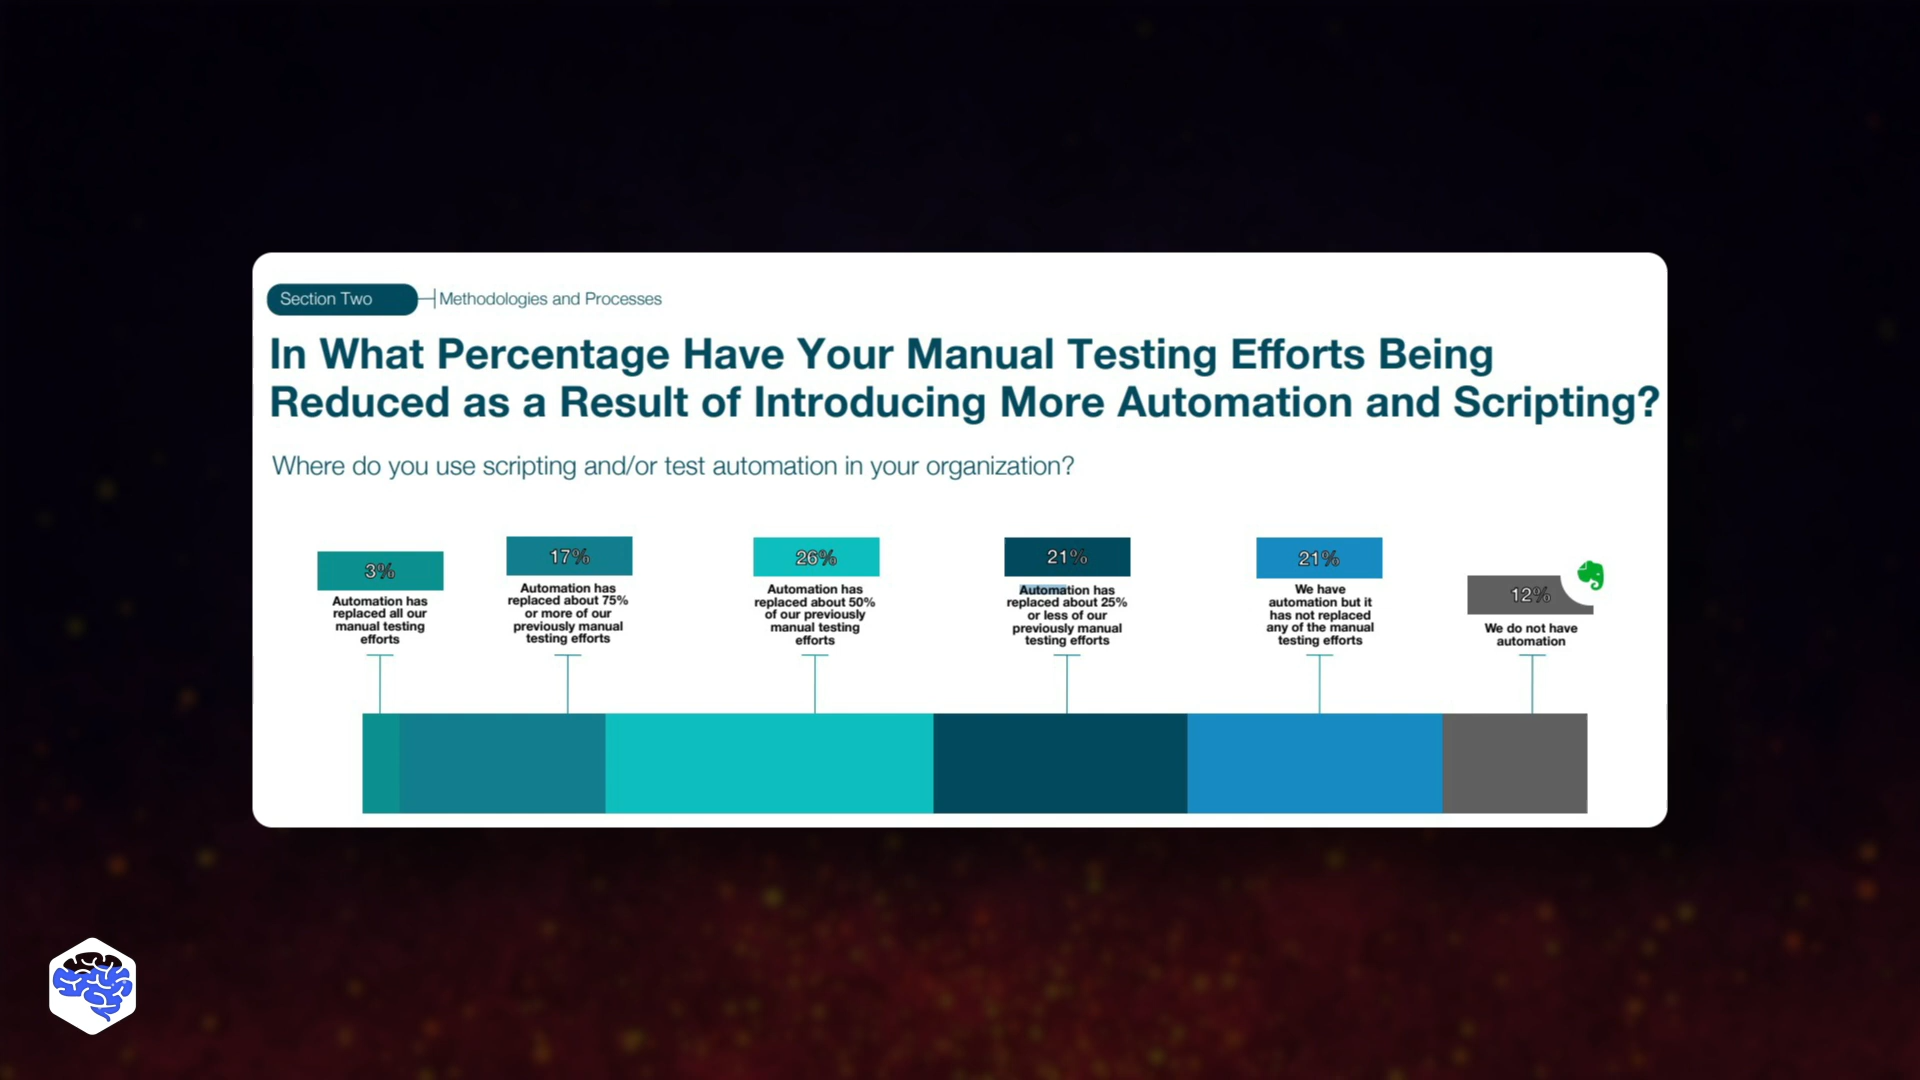 Section Two
Methodologies and Processes
In What Percentage Have Your Manual Testing Efforts Being
Reduced as a Result of Introducing More Automation and Scripting?
Where do you use scripting and/or test automation in your organization?
3%
Automation has
replaced all our
manual testing
efforts
17%
Automation has
replaced about 75%
or more of our
previously manual
testing efforts
26%
Automation has
replaced about 50%
of our previously
manual testing
efforts
21%
Automation has
replaced about 25%
or less of our
previously manual
testing efforts
21%
We have
automation but it
has not replaced
any of the manual
testing efforts
12%
We do not have
automation